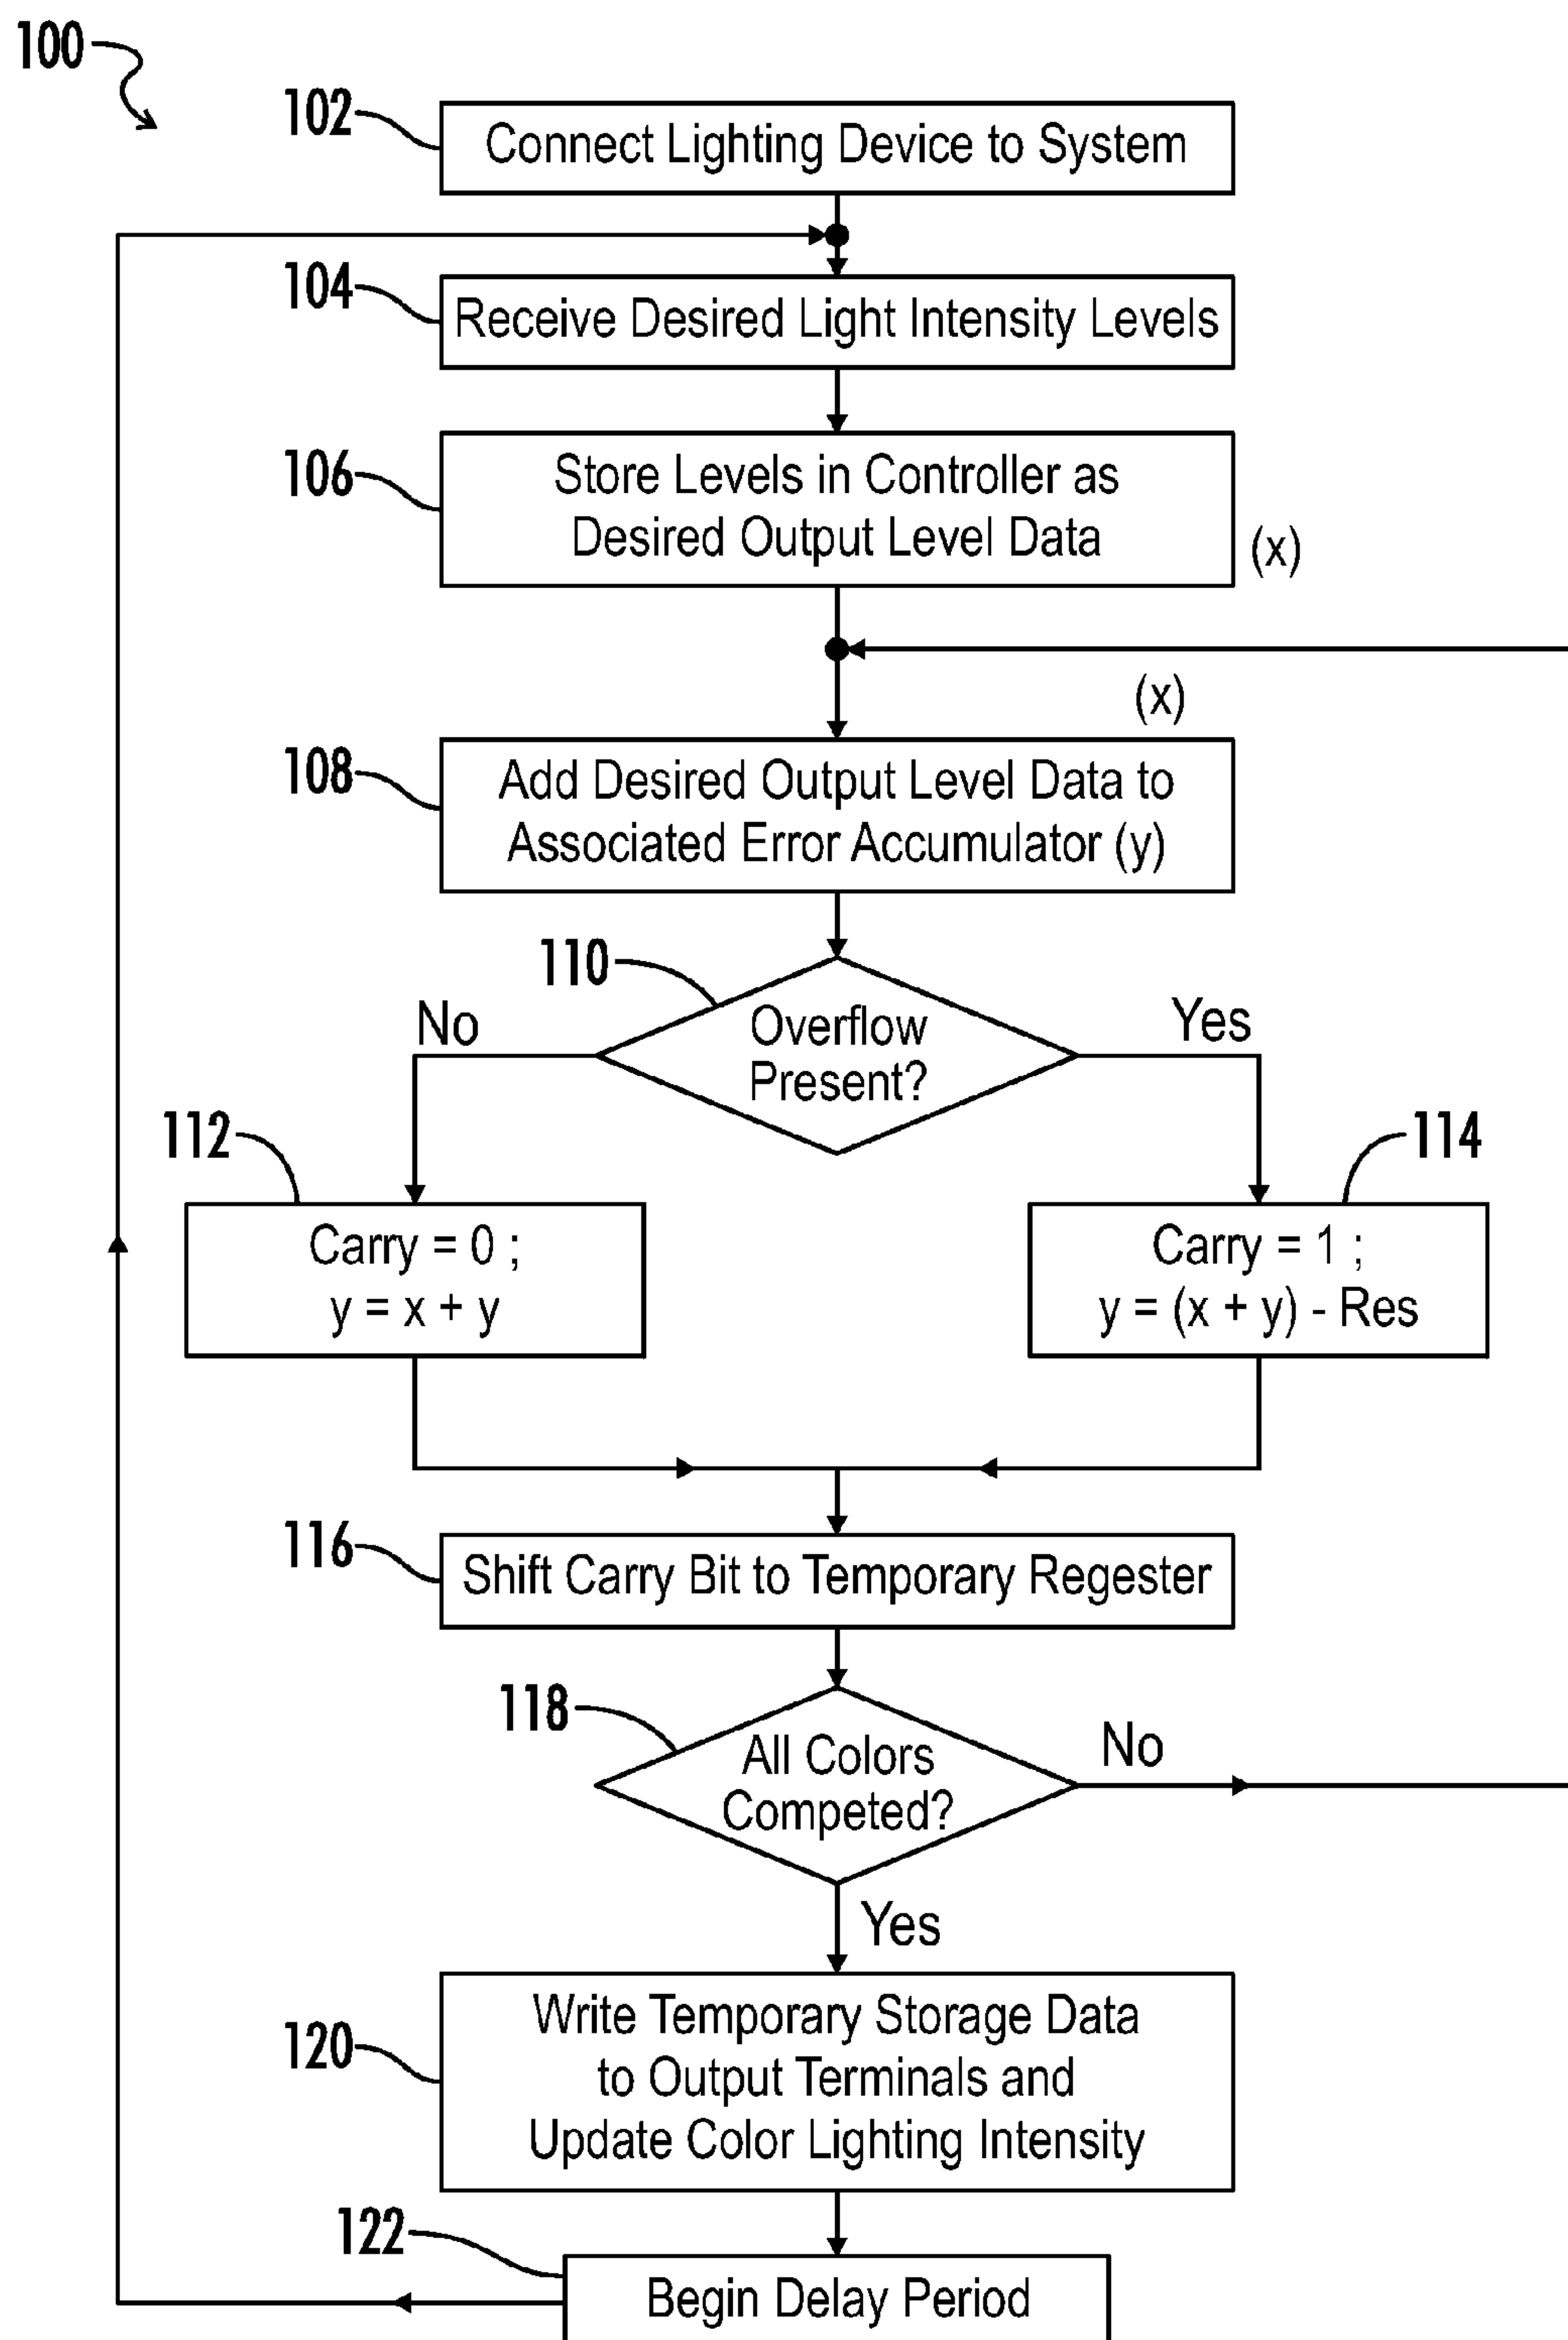 100
102
Connect Lighting Device to System
104
Receive Desired Light Intensity Levels
106
Store Levels in Controller as
Desired Output Level Data
(x)
(x)
108
Add Desired Output Level Data to
Associated Error Accumulator (y)
110
Overflow
Present?
No
Yes
112
Carry = 0 ;
y = x + y
114
Carry = 1 ;
y = (x + y) - Res
116
Shift Carry Bit to Temporary Regester
118
All Colors
Competed?
No
Yes
120
Write Temporary Storage Data
to Output Terminals and
Update Color Lighting Intensity
122
Begin Delay Period